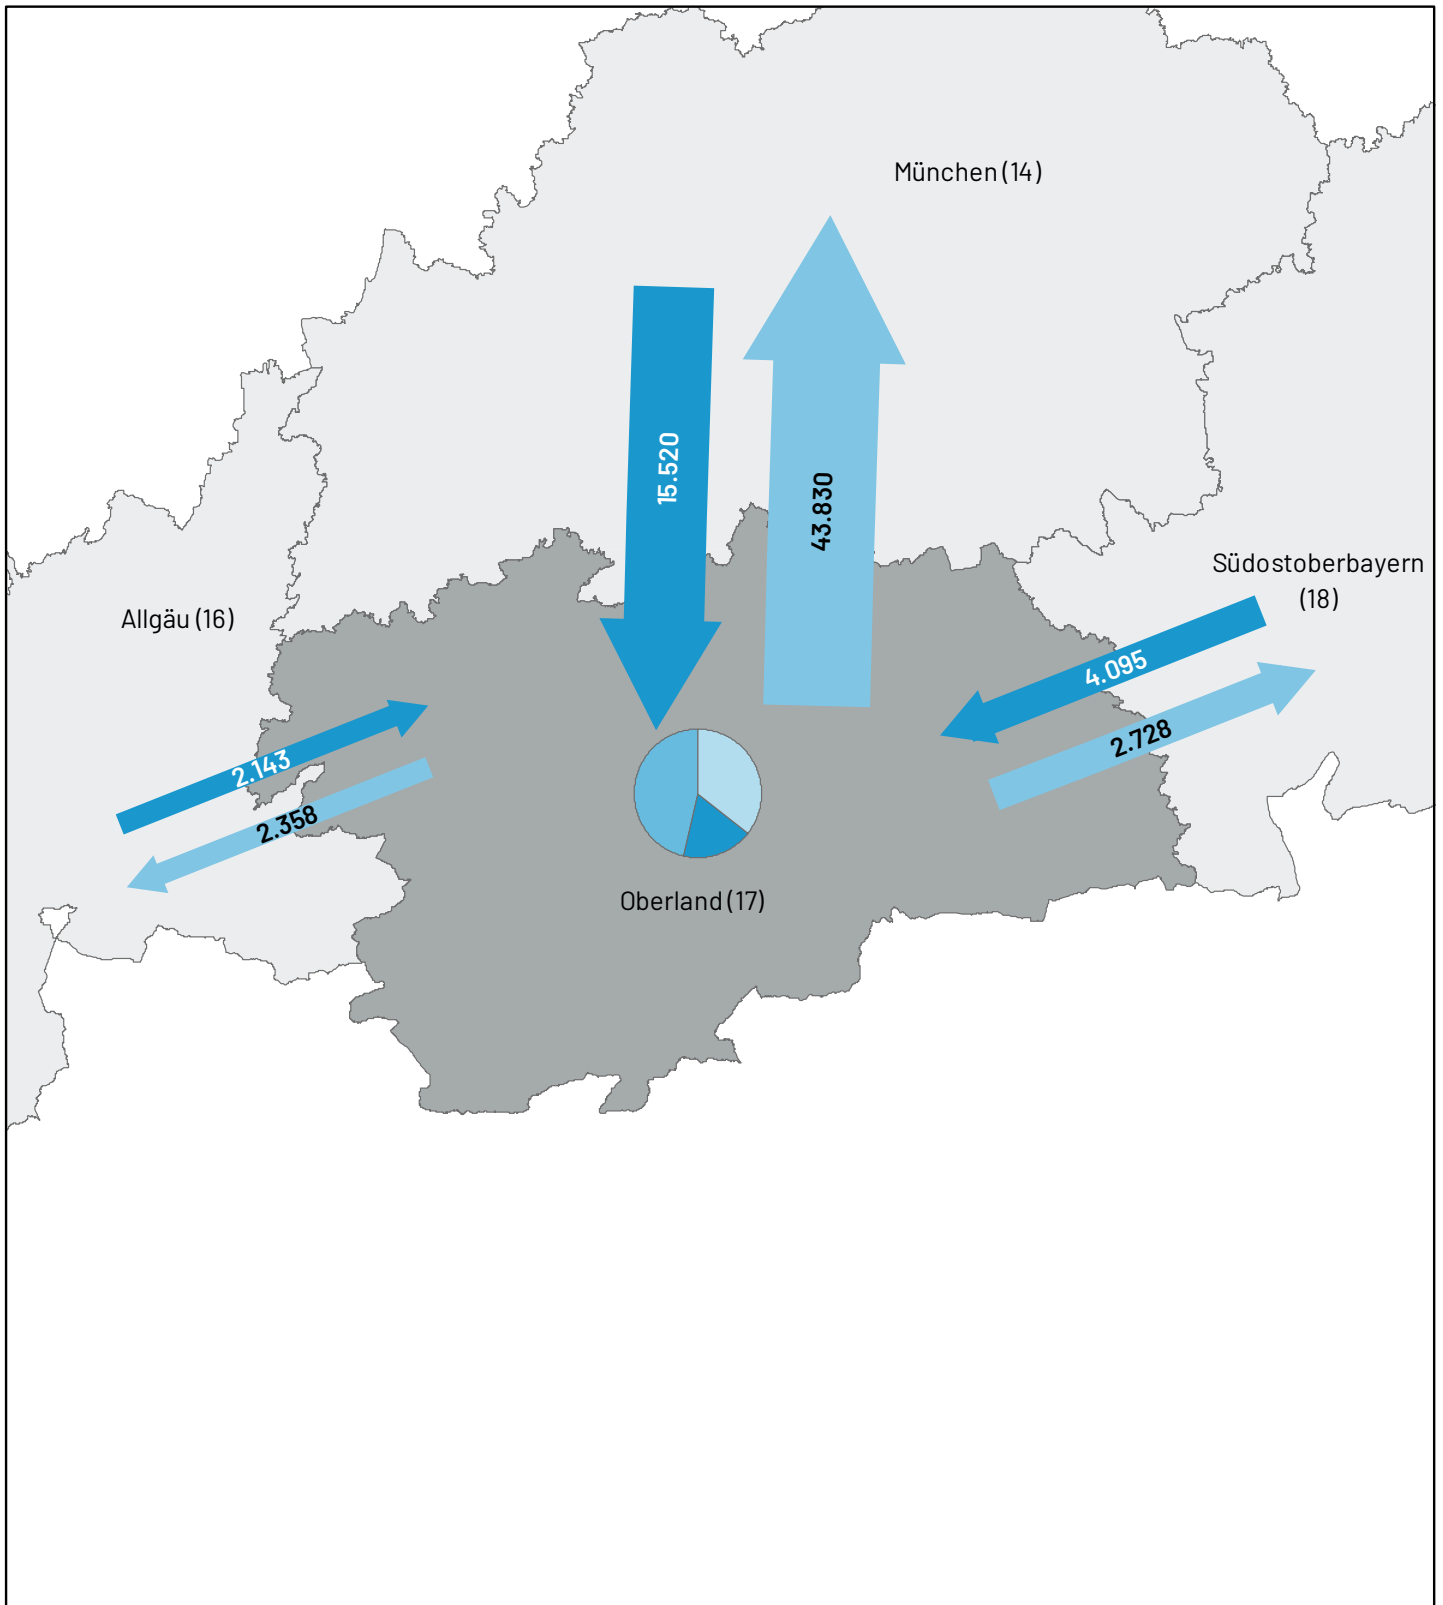 München (14)
15.520
43.830
Südostoberbayern
(18)
Allgäu (16)
4.095
2.728
2.143
2.358
Oberland (17)